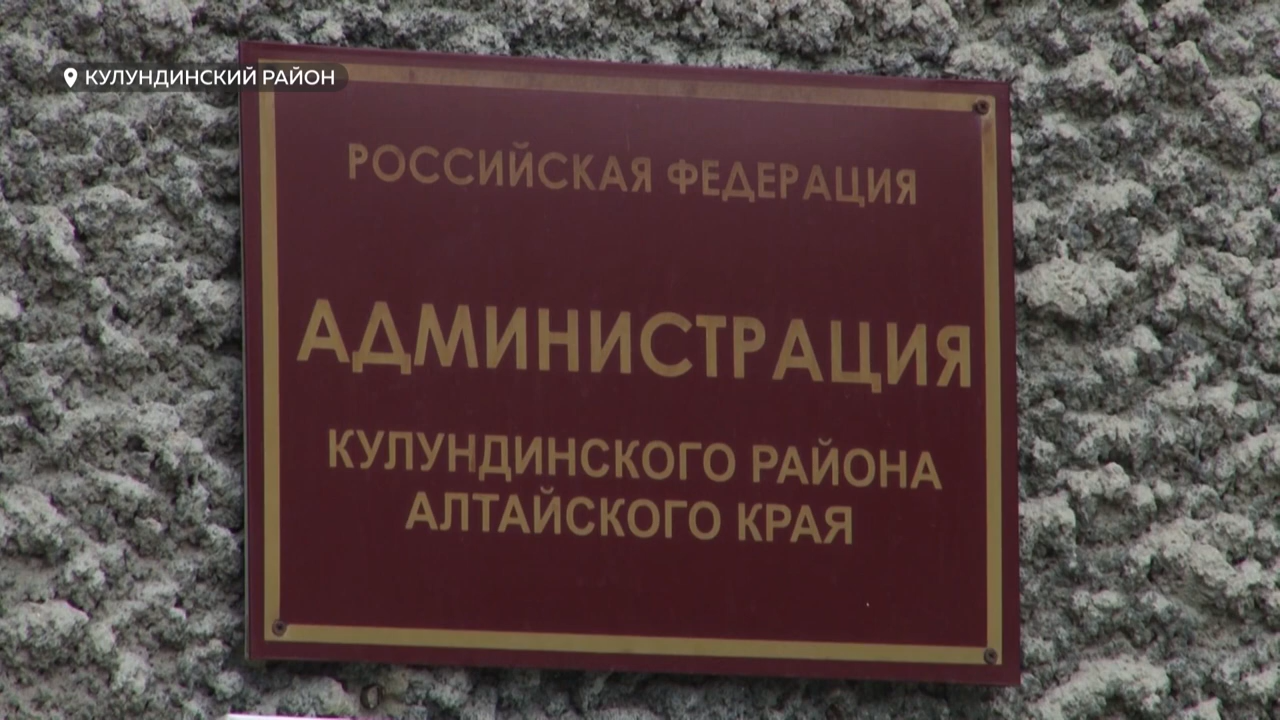 КУЛУНДИНСКИЙ РАЙОН
РОССИЙСКАЯ ФЕДЕРАЦИЯ
АДМИНИСТРАЦИЯ
КУЛУНДИНСКОГО РАЙОНА
АЛТАЙСКОГО КРАЯ